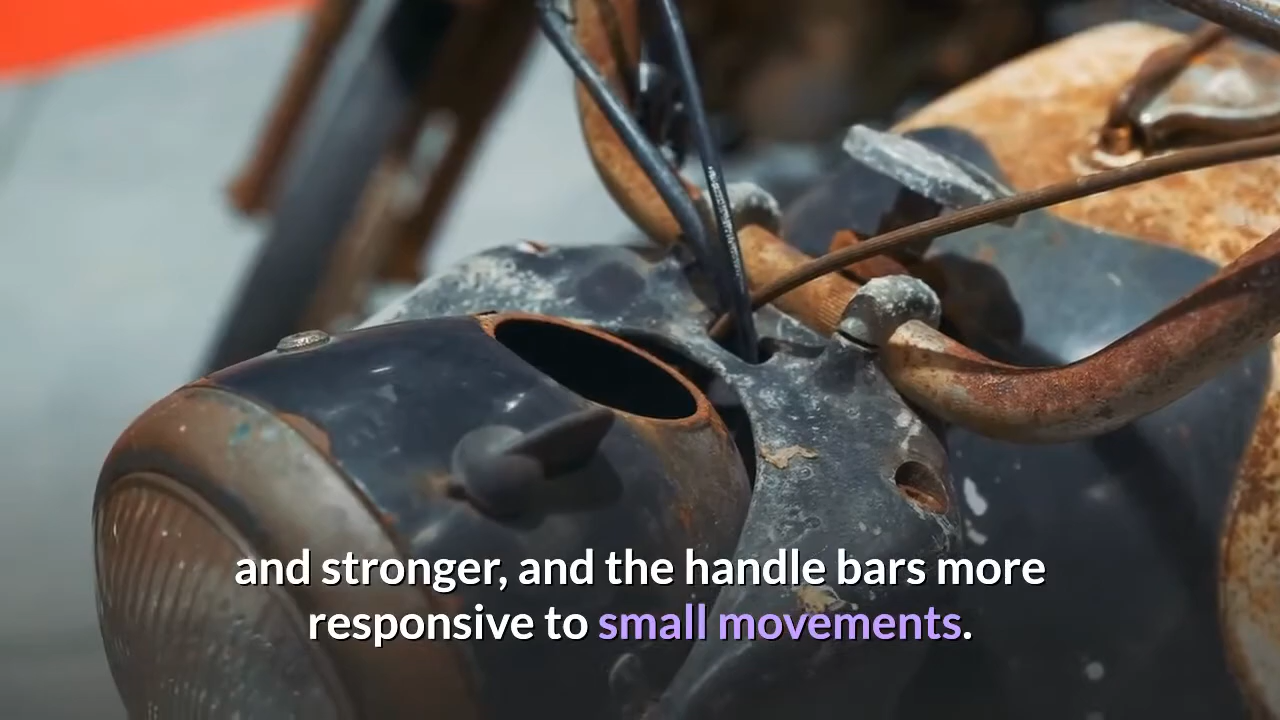 and stronger, and the handle bars more
responsive to small movements.